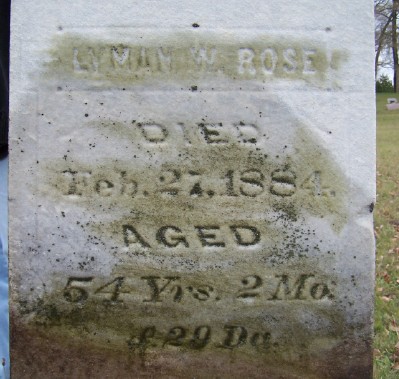 LYMAN W. ROSE
DIED
Feb. 27, 1884.
AGED
54 Yrs. 2 Mo.
& 29 Da.